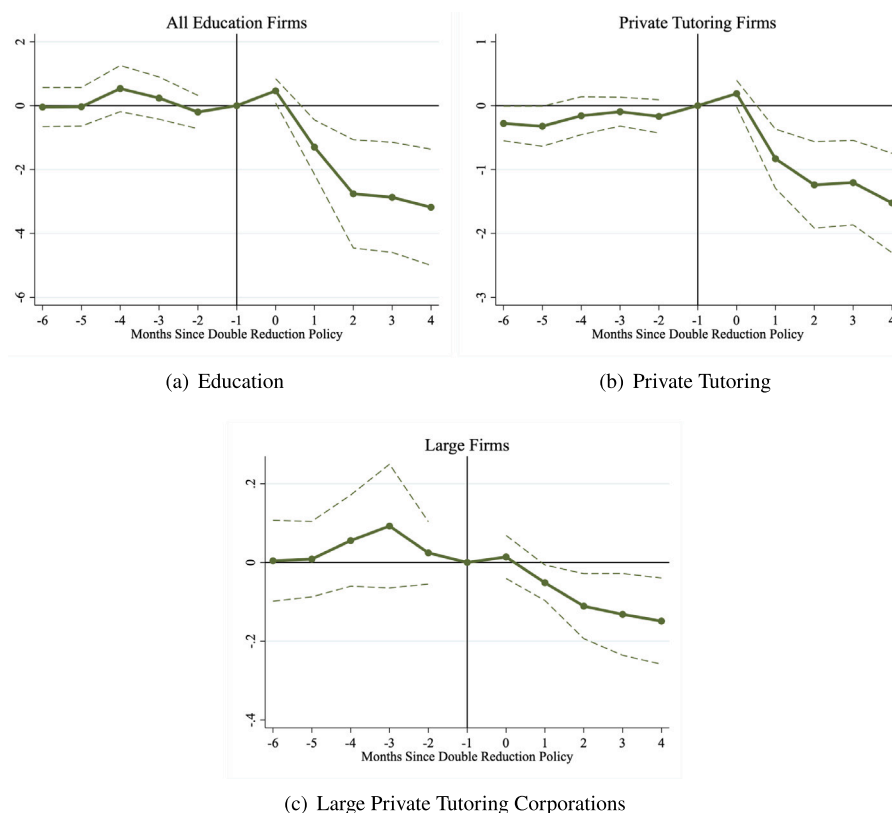 All Education Firms
2
0
-2
-4
-6
-6 -5 -4 -3 -2 -1 0 1 2 3 4
Months Since Double Reduction Policy
(a) Education
Private Tutoring Firms
1
0
-1
-2
-3
-6 -5 -4 -3 -2 -1 0 1 2 3 4
Months Since Double Reduction Policy
(b) Private Tutoring
Large Firms
.2
0
-.2
-.4
-6 -5 -4 -3 -2 -1 0 1 2 3 4
Months Since Double Reduction Policy
(c) Large Private Tutoring Corporations